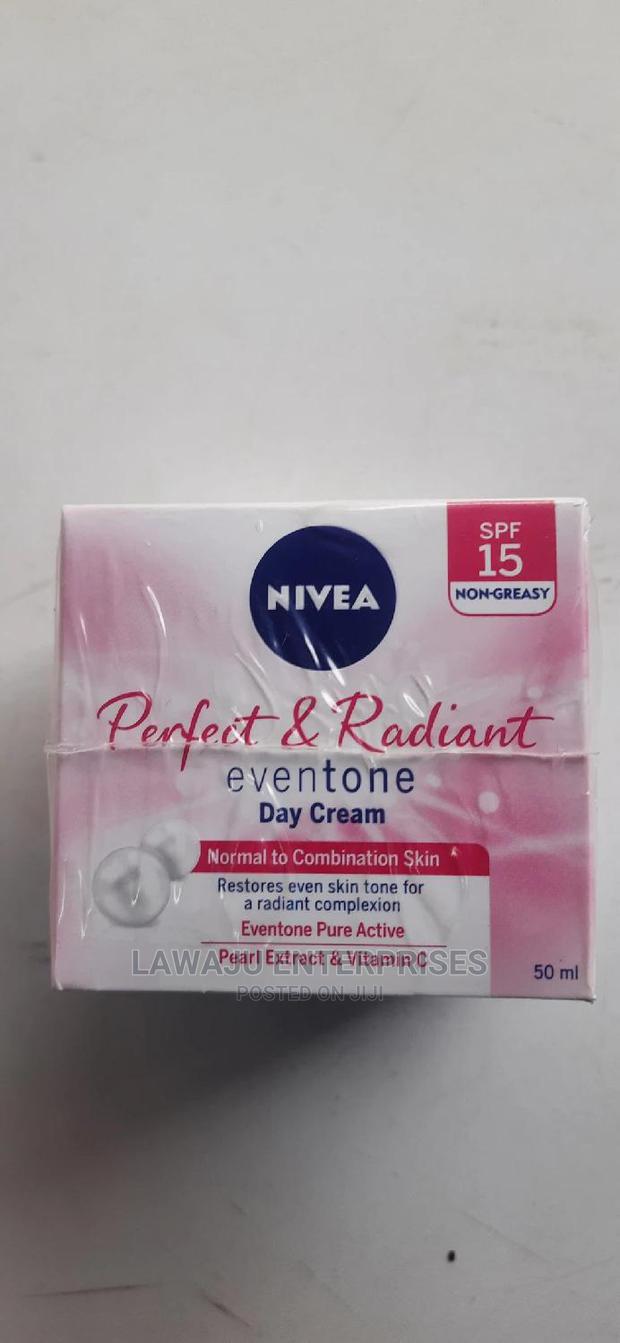 SPF
15
NON-GREASY
NIVEA
Perfect & Radiant
eventone
Day Cream
Normal to Combination Skin
Restores even skin tone for
a radiant complexion
Eventone Pure Active
Pearl Extract & Vitamin C
50 ml
LAWAJU ENTERPRISES
POSTED ON JIJI